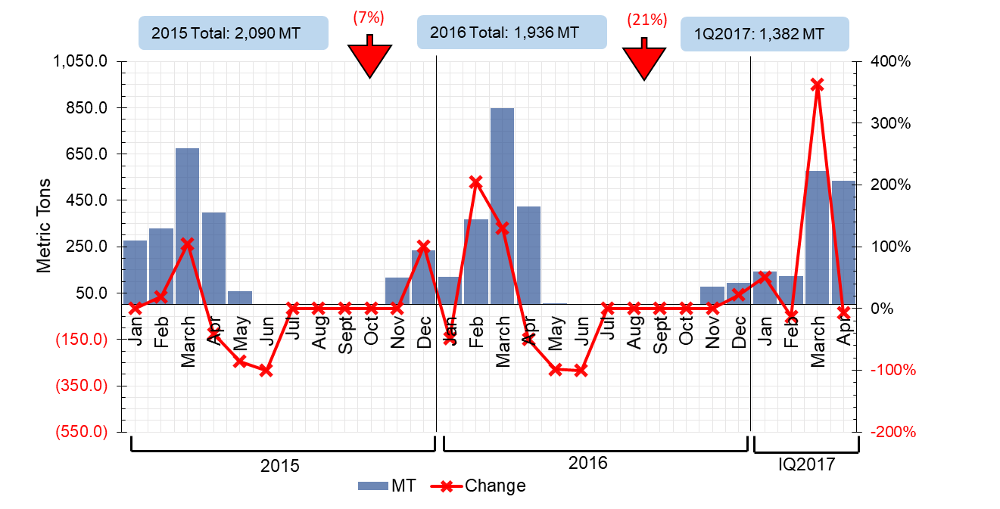 (7%)
(21%)
2015 Total: 2,090 MT
2016 Total: 1,936 MT
1Q2017: 1,382 MT
1,050.0
850.0
650.0
450.0
250.0
50.0
(150.0)
(350.0)
(550.0)
Metric Tons
400%
300%
200%
100%
0%
-100%
-200%
Jan
Feb
March
Apr
May
Jun
Jul
Aug
Sept
Oct
Nov
Dec
Jan
Feb
March
Apr
May
Jun
Jul
Aug
Sept
Oct
Nov
Dec
Jan
Feb
March
Apr
2015
2016
IQ2017
MT
Change